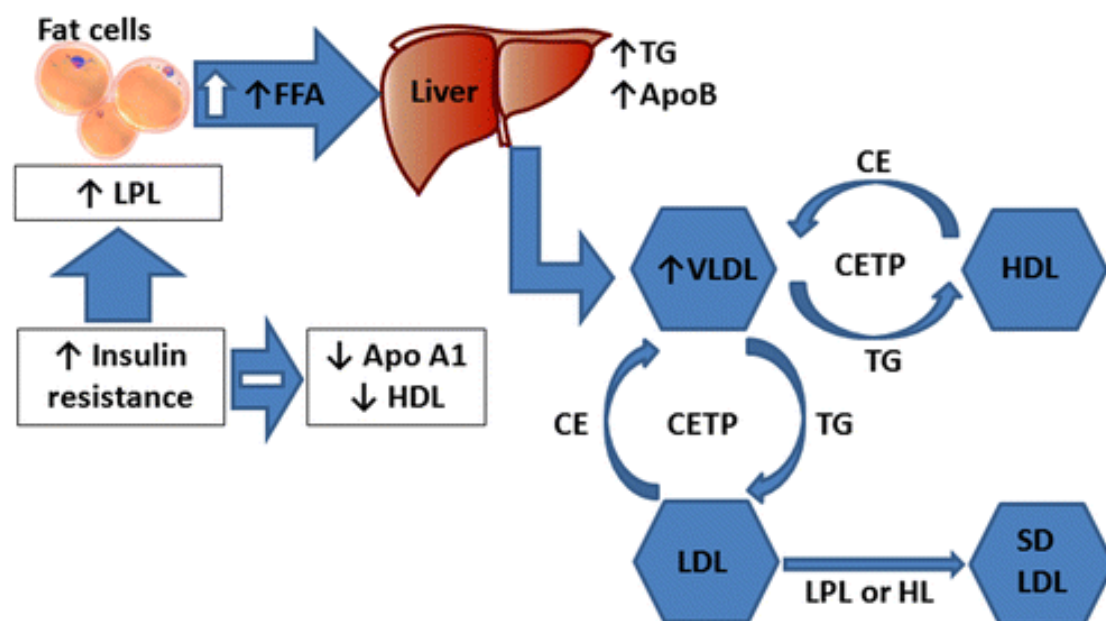 Fat cells
↑FFA
Liver
↑TG
↑ApoB
↑ LPL
↑ Insulin
resistance
↓ Apo A1
↓ HDL
↑VLDL
CE
CETP
TG
HDL
CE
CETP
TG
LDL
LPL or HL
SD
LDL